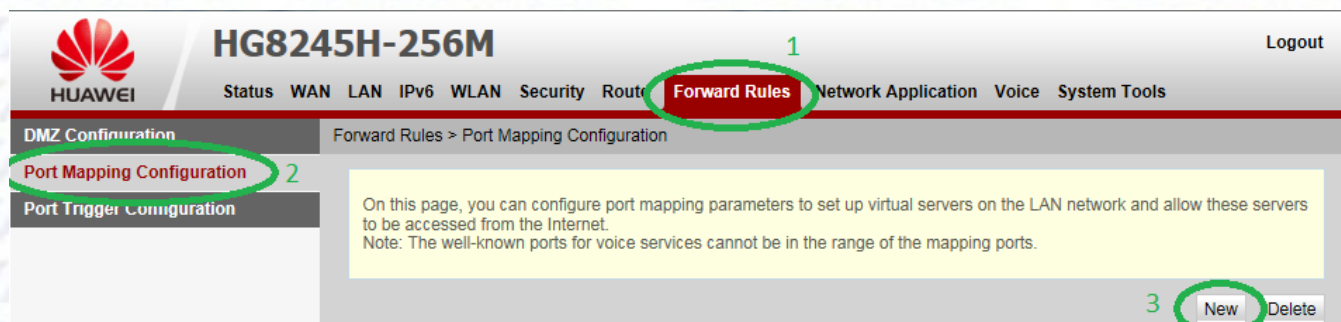 HG8245H-256M
1
Logout
HUAWEI
Status WAN LAN IPv6 WLAN Security Route Forward Rules Network Application Voice System Tools
DMZ Configuration
Forward Rules > Port Mapping Configuration
Port Mapping Configuration 2
Port Trigger Configuration
On this page, you can configure port mapping parameters to set up virtual servers on the LAN network and allow these servers
to be accessed from the Internet.
Note: The well-known ports for voice services cannot be in the range of the mapping ports.
3 New Delete